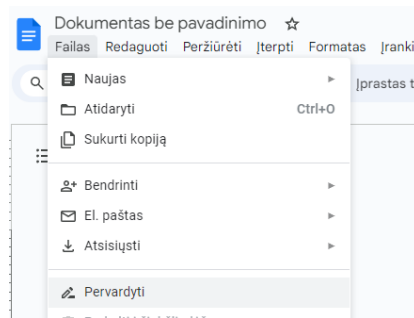 Dokumentas be pavadinimo
Failas Redaguoti Peržiūrėti Įterpti Formatas Įranki
Naujas
Įprastas t
Atidaryti Ctrl+O
Sukurti kopiją
Bendrinti
El. paštas
Atsisiųsti
Pervardyti